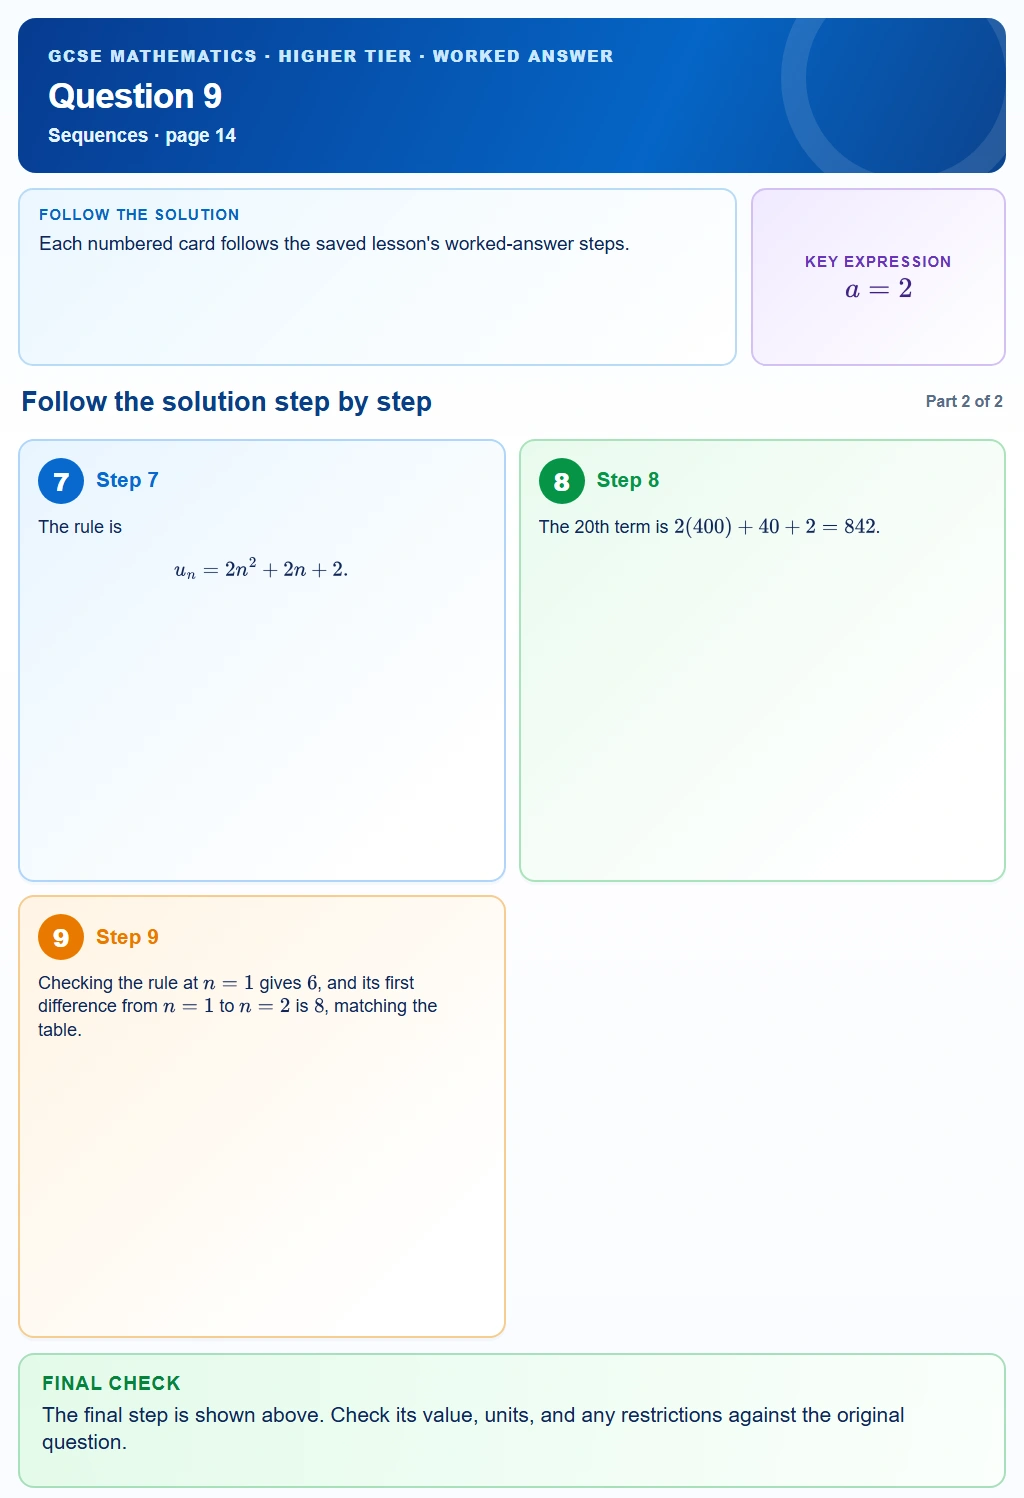 GCSE MATHEMATICS · HIGHER TIER · WORKED ANSWER
Question 9
Sequences · page 14
FOLLOW THE SOLUTION
Each numbered card follows the saved lesson's worked-answer steps.
KEY EXPRESSION
a = 2
Follow the solution step by step
Part 2 of 2
7 Step 7
The rule is
uₙ = 2n² + 2n + 2.
8 Step 8
The 20th term is 2(400) + 40 + 2 = 842.
9 Step 9
Checking the rule at n = 1 gives 6, and its first
difference from n = 1 to n = 2 is 8, matching the
table.
FINAL CHECK
The final step is shown above. Check its value, units, and any restrictions against the original
question.